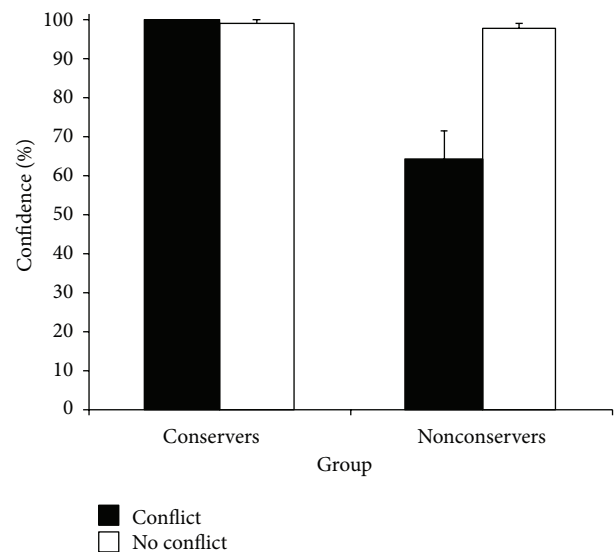 100
90
80
70
60
50
40
30
20
10
0
Confidence (%)
Conservers
Nonconservers
Group
Conflict
No conflict